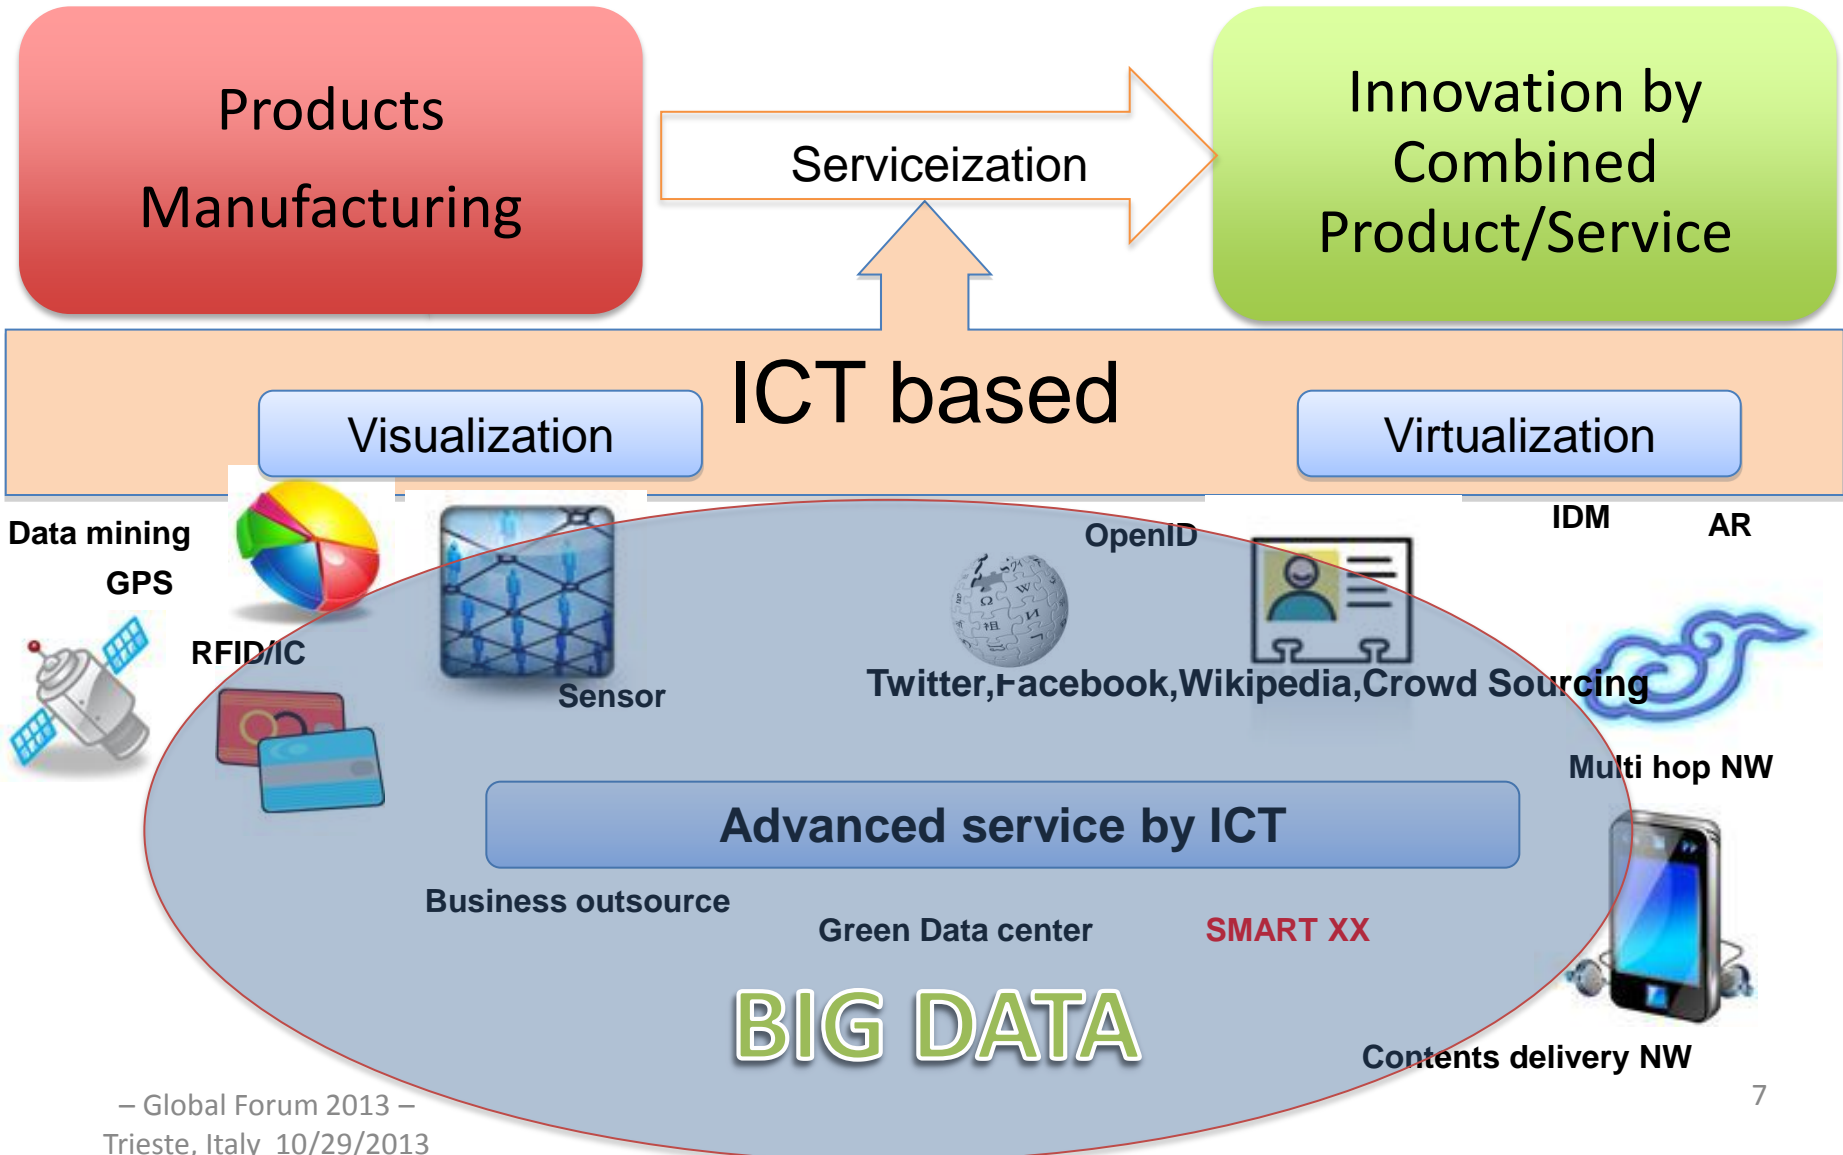 Products
Manufacturing
Serviceization
Innovation by
Combined
Product/Service
ICT based
Visualization
Virtualization
Data mining
GPS
RFID/IC
Sensor
OpenID
IDM
AR
Twitter,Facebook,Wikipedia,Crowd Sourcing
Multi hop NW
Advanced service by ICT
Business outsource
Green Data center
SMART XX
BIG DATA
Contents delivery NW
– Global Forum 2013 –
Trieste, Italy 10/29/2013
7